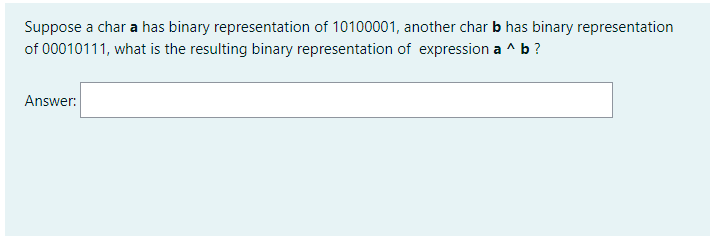 Suppose a char a has binary representation of 10100001, another char b has binary representation
of 00010111, what is the resulting binary representation of  expression a ^ b ?
Answer: